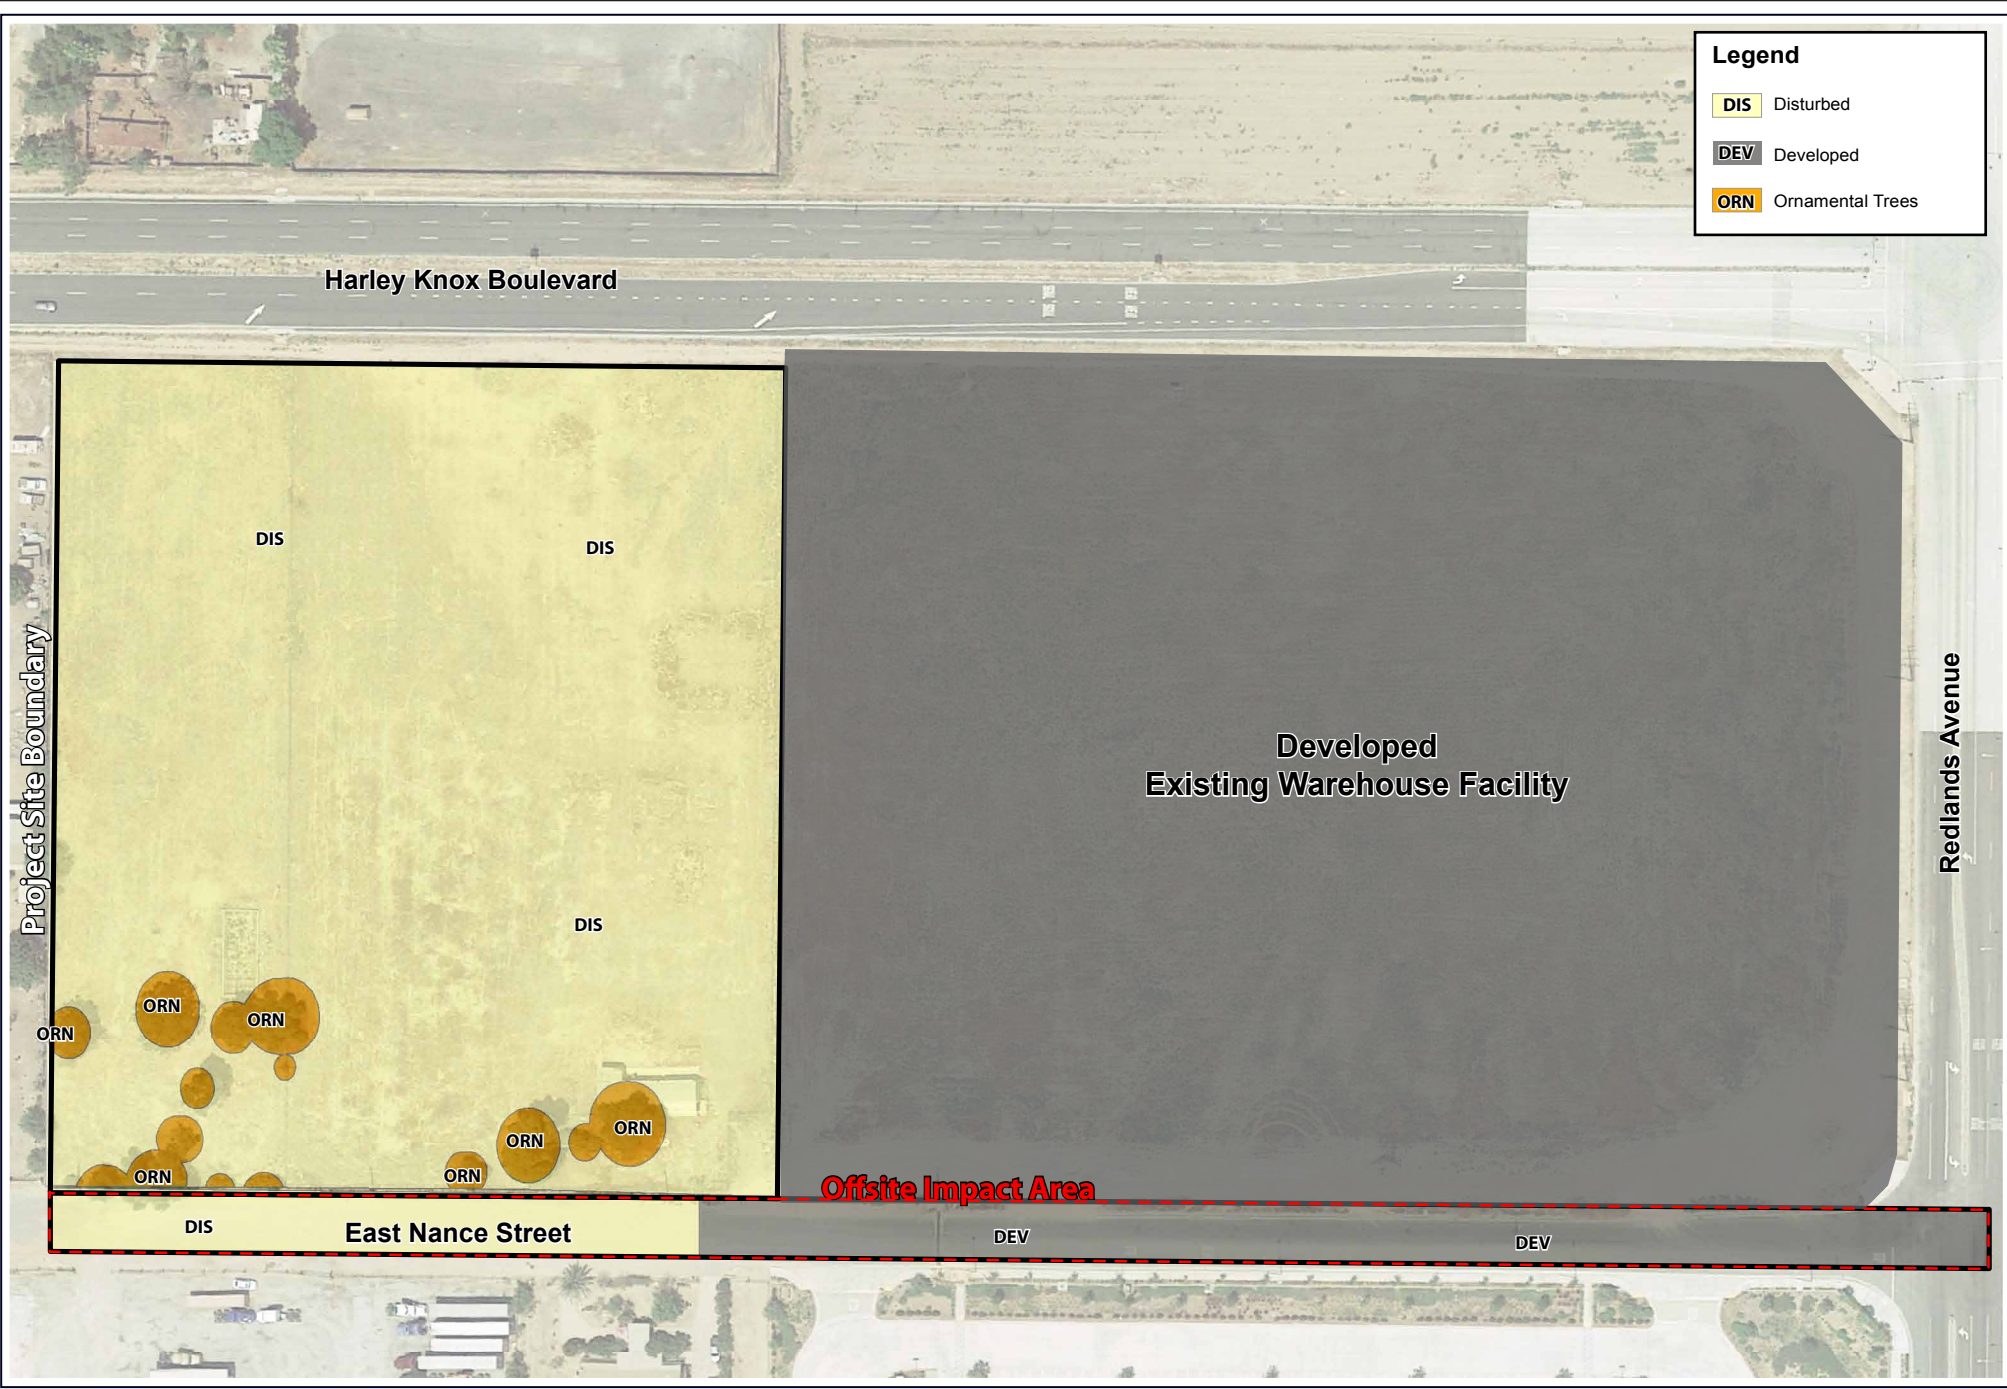 Legend
DIS Disturbed
DEV Developed
ORN Ornamental Trees
Harley Knox Boulevard
DIS
DIS
Project Site Boundary
Redlands Avenue
Developed
Existing Warehouse Facility
DIS
ORN
ORN
ORN
ORN
ORN
ORN
ORN
Offsite Impact Area
DIS
East Nance Street
DEV
DEV